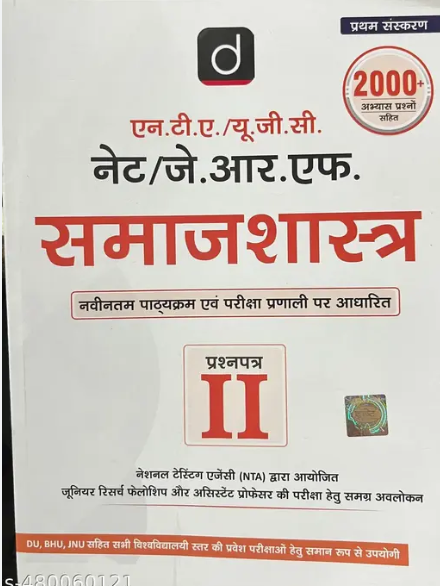 प्रथम संस्करण
d
2000+
अभ्यास प्रश्नों
सहित
एन.टी.ए./यू.जी.सी.
नेट/जे.आर.एफ.
समाजशास्त्र
नवीनतम पाठ्यक्रम एवं परीक्षा प्रणाली पर आधारित
प्रश्नपत्र
II
नेशनल टेस्टिंग एजेंसी (NTA) द्वारा आयोजित
जूनियर रिसर्च फेलोशिप और असिस्टेंट प्रोफेसर की परीक्षा हेतु समग्र अवलोकन
DU, BHU, JNU सहित सभी विश्वविद्यालयी स्तर की प्रवेश परीक्षाओं हेतु समान रूप से उपयोगी
S-480060121